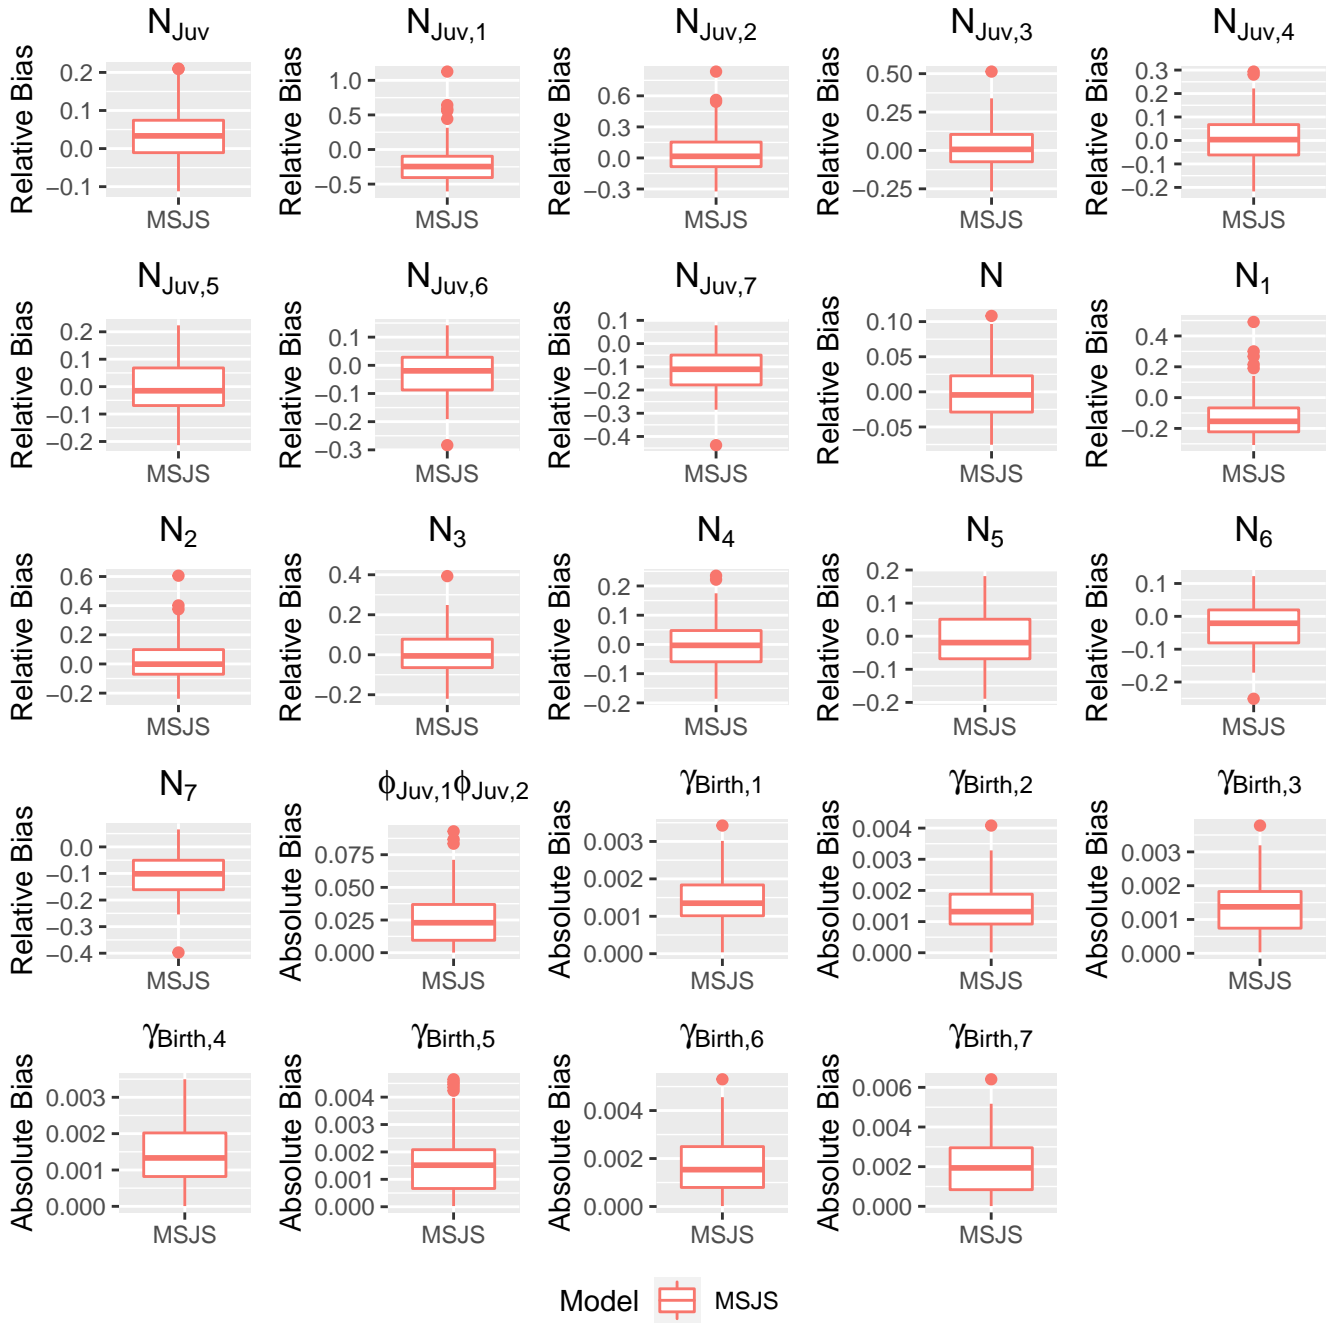 N_Juv N_Juv,1 N_Juv,2 N_Juv,3 N_Juv,4
Relative Bias 0.2 0.1 0.0 −0.1 MSJS
Relative Bias 1.0 0.5 −0.0 −0.5 MSJS
Relative Bias 0.6 0.3 0.0 −0.3 MSJS
Relative Bias 0.50 0.25 0.00 −0.25 MSJS
Relative Bias 0.3 0.2 0.1 0.0 −0.1 −0.2 MSJS
N_Juv,5 N_Juv,6 N_Juv,7 N N_1
Relative Bias 0.2 0.1 0.0 −0.1 −0.2 MSJS
Relative Bias 0.1 0.0 −0.1 −0.2 −0.3 MSJS
Relative Bias 0.1 −0.0 −0.1 −0.2 −0.3 −0.4 MSJS
Relative Bias 0.10 0.05 0.00 −0.05 MSJS
Relative Bias 0.4 0.2 0.0 −0.2 MSJS
N_2 N_3 N_4 N_5 N_6
Relative Bias 0.6 0.4 0.2 0.0 −0.2 MSJS
Relative Bias 0.4 0.2 0.0 −0.2 MSJS
Relative Bias 0.2 0.1 0.0 −0.1 −0.2 MSJS
Relative Bias 0.2 0.1 0.0 −0.1 −0.2 MSJS
Relative Bias 0.1 0.0 −0.1 −0.2 MSJS
N_7 ϕ_Juv,1ϕ_Juv,2 γ_Birth,1 γ_Birth,2 γ_Birth,3
Relative Bias 0.0 −0.1 −0.2 −0.3 −0.4 MSJS
Absolute Bias 0.075 0.050 0.025 0.000 MSJS
Absolute Bias 0.003 0.002 0.001 0.000 MSJS
Absolute Bias 0.004 0.003 0.002 0.001 0.000 MSJS
Absolute Bias 0.003 0.002 0.001 0.000 MSJS
γ_Birth,4 γ_Birth,5 γ_Birth,6 γ_Birth,7
Absolute Bias 0.003 0.002 0.001 0.000 MSJS
Absolute Bias 0.004 0.003 0.002 0.001 0.000 MSJS
Absolute Bias 0.004 0.002 0.000 MSJS
Absolute Bias 0.006 0.004 0.002 0.000 MSJS
Model MSJS